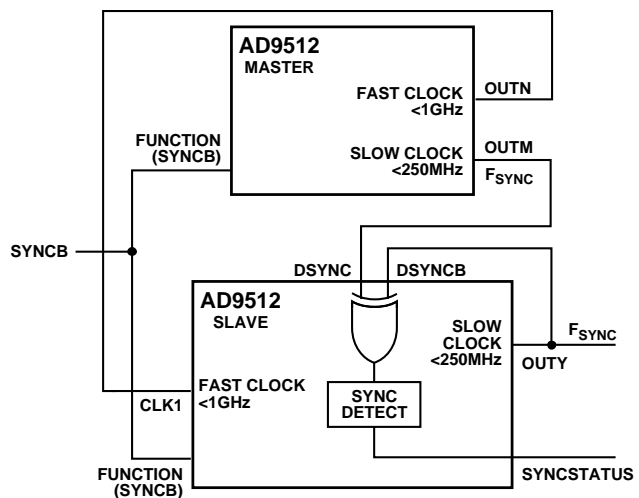 AD9512
MASTER
FAST CLOCK
<1GHz
OUTN
FUNCTION
(SYNCB)
SLOW CLOCK
<250MHz
OUTM
FSYNC
SYNCB
DSYNC
DSYNCB
AD9512
SLAVE
SLOW
CLOCK
<250MHz
FSYNC
OUTY
FAST CLOCK
<1GHz
CLK1
SYNC
DETECT
FUNCTION
(SYNCB)
SYNCSTATUS